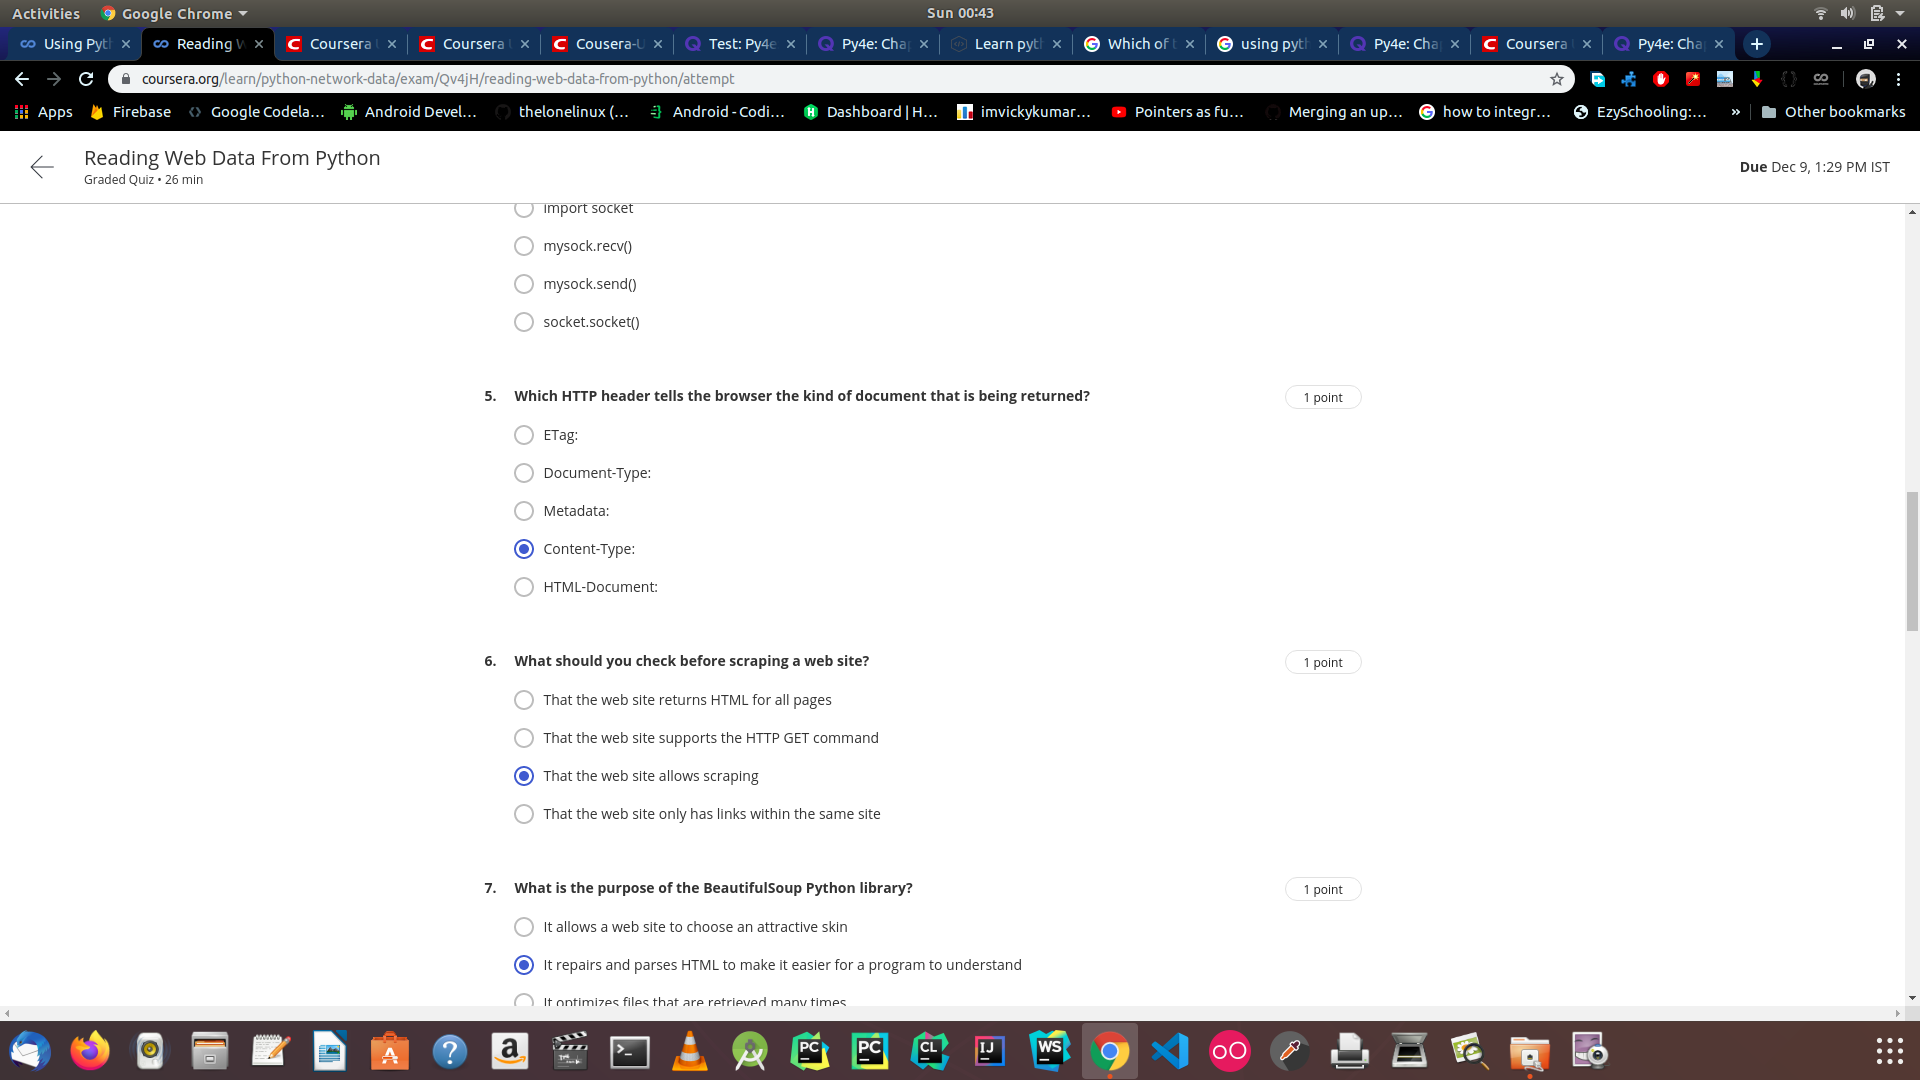 Activities
Google Chrome
Sun 00:43
Using Pyt
Reading W
Coursera
Coursera
Cousera-U
Test: Py4e
Py4e: Cha
Learn pyt
Which of
using pyt
Py4e: Cha
Coursera
Py4e: Cha
coursera.org/learn/python-network-data/exam/Qv4jH/reading-web-data-from-python/attempt
Apps
Firebase
Google Codela...
Android Devel...
thelonelinux (...
Android - Codi...
Dashboard | H...
imvickykumar...
Pointers as fu...
Merging an up...
how to integr...
EzySchooling:...
»
Other bookmarks
Reading Web Data From Python
Graded Quiz • 26 min
Due Dec 9, 1:29 PM IST
import socket
mysock.recv()
mysock.send()
socket.socket()
5. Which HTTP header tells the browser the kind of document that is being returned?
1 point
ETag:
Document-Type:
Metadata:
Content-Type:
HTML-Document:
6. What should you check before scraping a web site?
1 point
That the web site returns HTML for all pages
That the web site supports the HTTP GET command
That the web site allows scraping
That the web site only has links within the same site
7. What is the purpose of the BeautifulSoup Python library?
1 point
It allows a web site to choose an attractive skin
It repairs and parses HTML to make it easier for a program to understand
It optimizes files that are retrieved many times